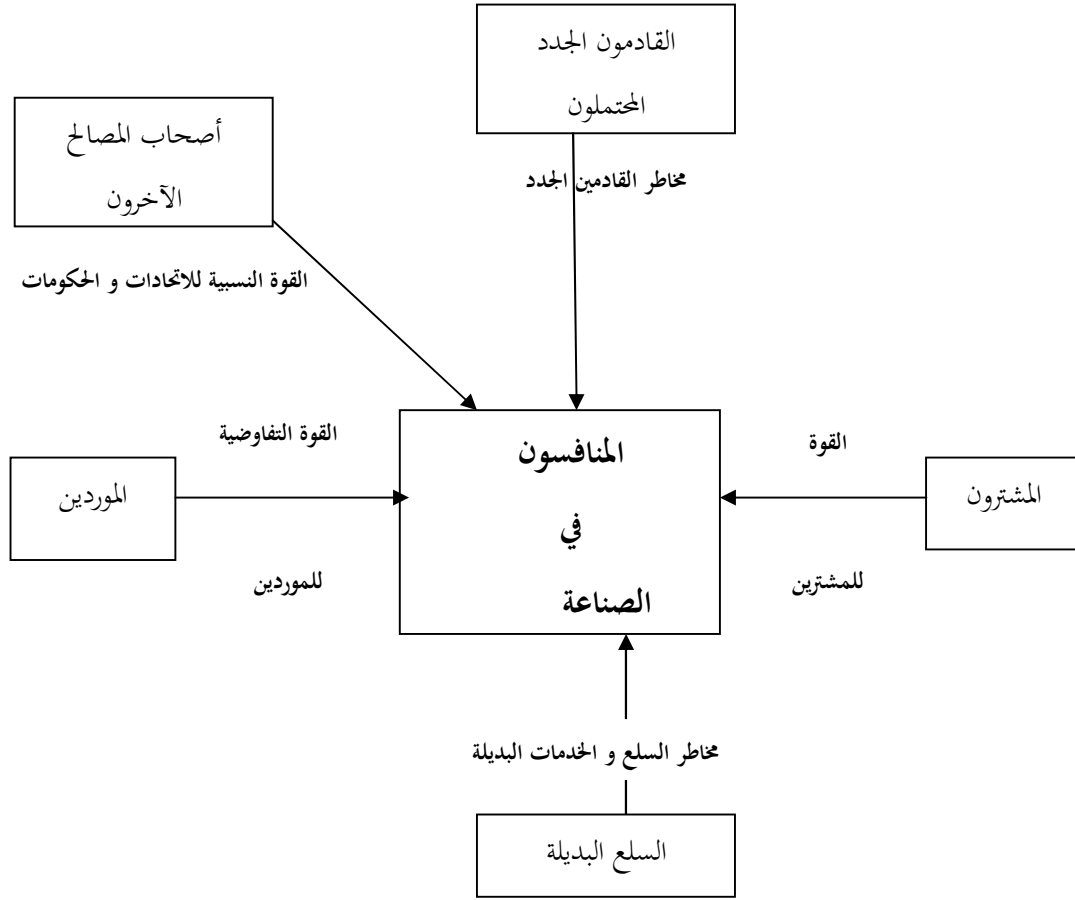 القادمون الجدد
المحتملون
أصحاب المصالح
الآخرون
مخاطر القادمين الجدد
القوة النسبية للاتحادات و الحكومات
المنافسون
في
الصناعة
القوة
المشترون
للمشترين
القوة التفاوضية
الموردين
للموردين
مخاطر السلع و الخدمات البديلة
السلع البديلة